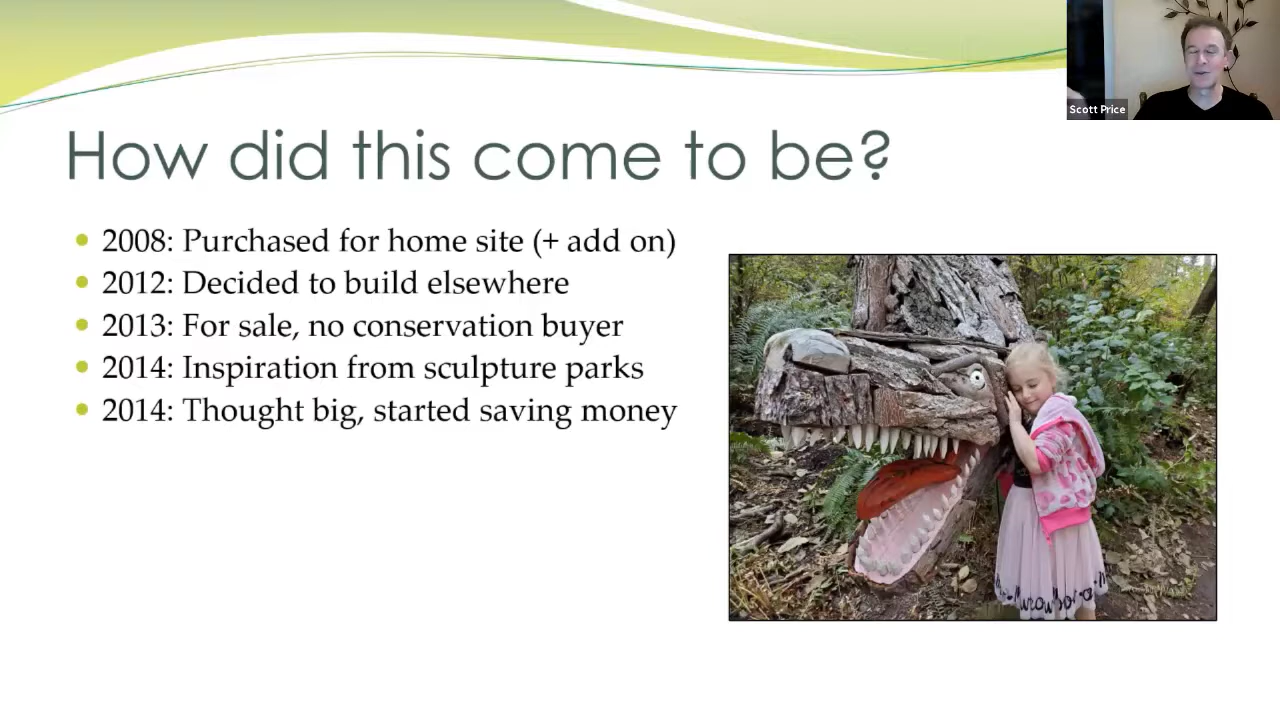 Scott Price
How did this come to be?
2008: Purchased for home site (+ add on)
2012: Decided to build elsewhere
2013: For sale, no conservation buyer
2014: Inspiration from sculpture parks
2014: Thought big, started saving money